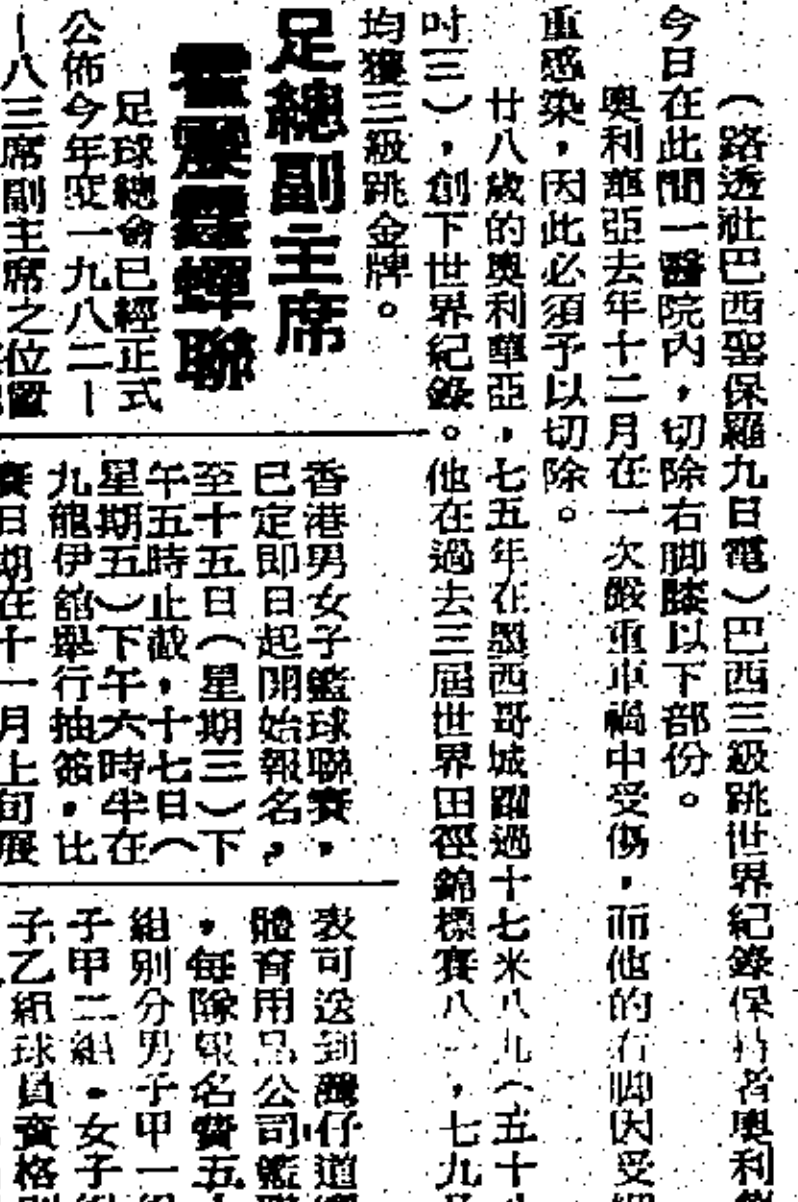 （路透社巴西聖保羅九日電）巴西三級跳世界紀錄保持者奧利
今日在此間一醫院內，切除右脚膝以下部份。
奧利華亞去年十二月在一次嚴重車禍中受傷，而他的右脚因受
重感染，因此必須予以切除。
廿八歲的奧利華亞，七五年在墨西哥城躍過十七米八九（五十八
吋三），創下世界紀錄。他在過去三屆世界田徑錦標賽八一，七九及
均獲三級跳金牌。
足總副主席
霍震霆蟬聯
足球總會已經正式
公佈今年度一九八二—
—八三席副主席之位置
香港男女子籃球聯賽，
已定即日起開始報名，
至十五日（星期三）下
午五時止截，十七日（
星期五）下午六時半在
九龍伊館舉行抽簽，比
賽日期在十一月上旬展
表可送到灣仔道
體育用品公司籃聯
，每隊報名費五
組別分男子甲一組
子甲二組。女子組
子乙組球員資格